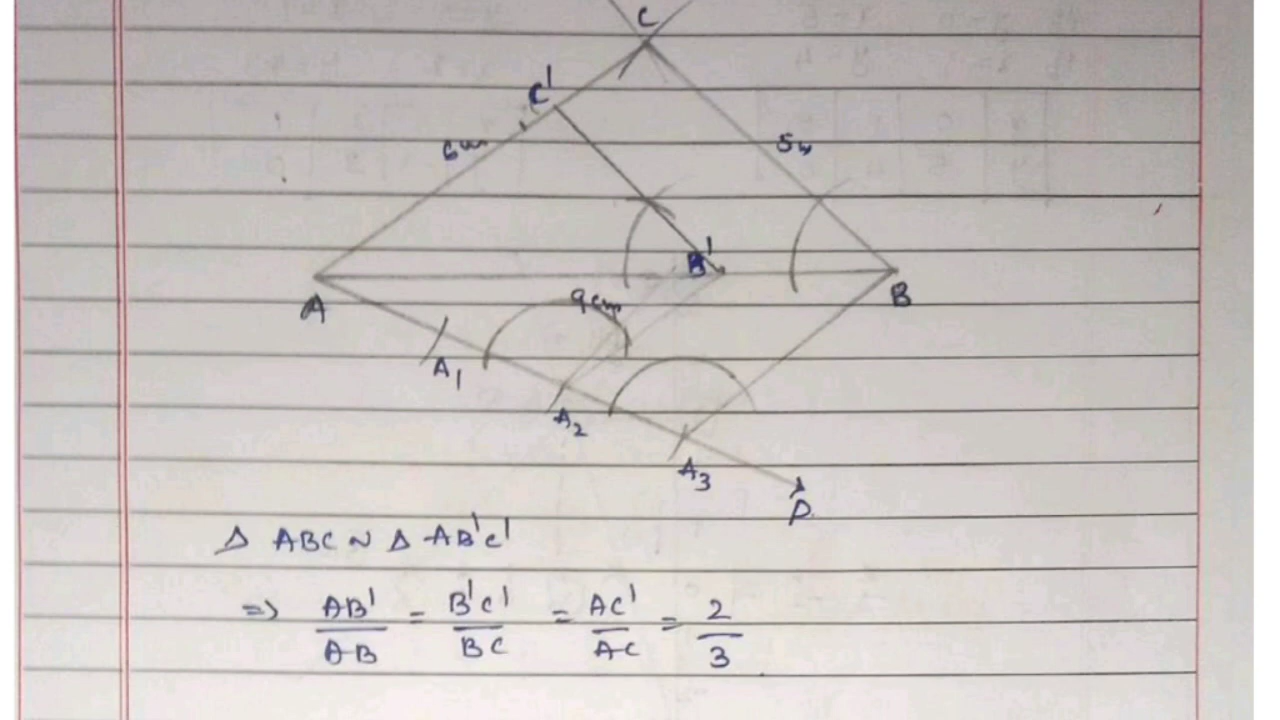 C
C'
6cm
5cm
B'
A
9cm
B
A1
A2
A3
P
Δ ABC ~ Δ AB'C'
=> AB'/AB = B'C'/BC = AC'/AC = 2/3